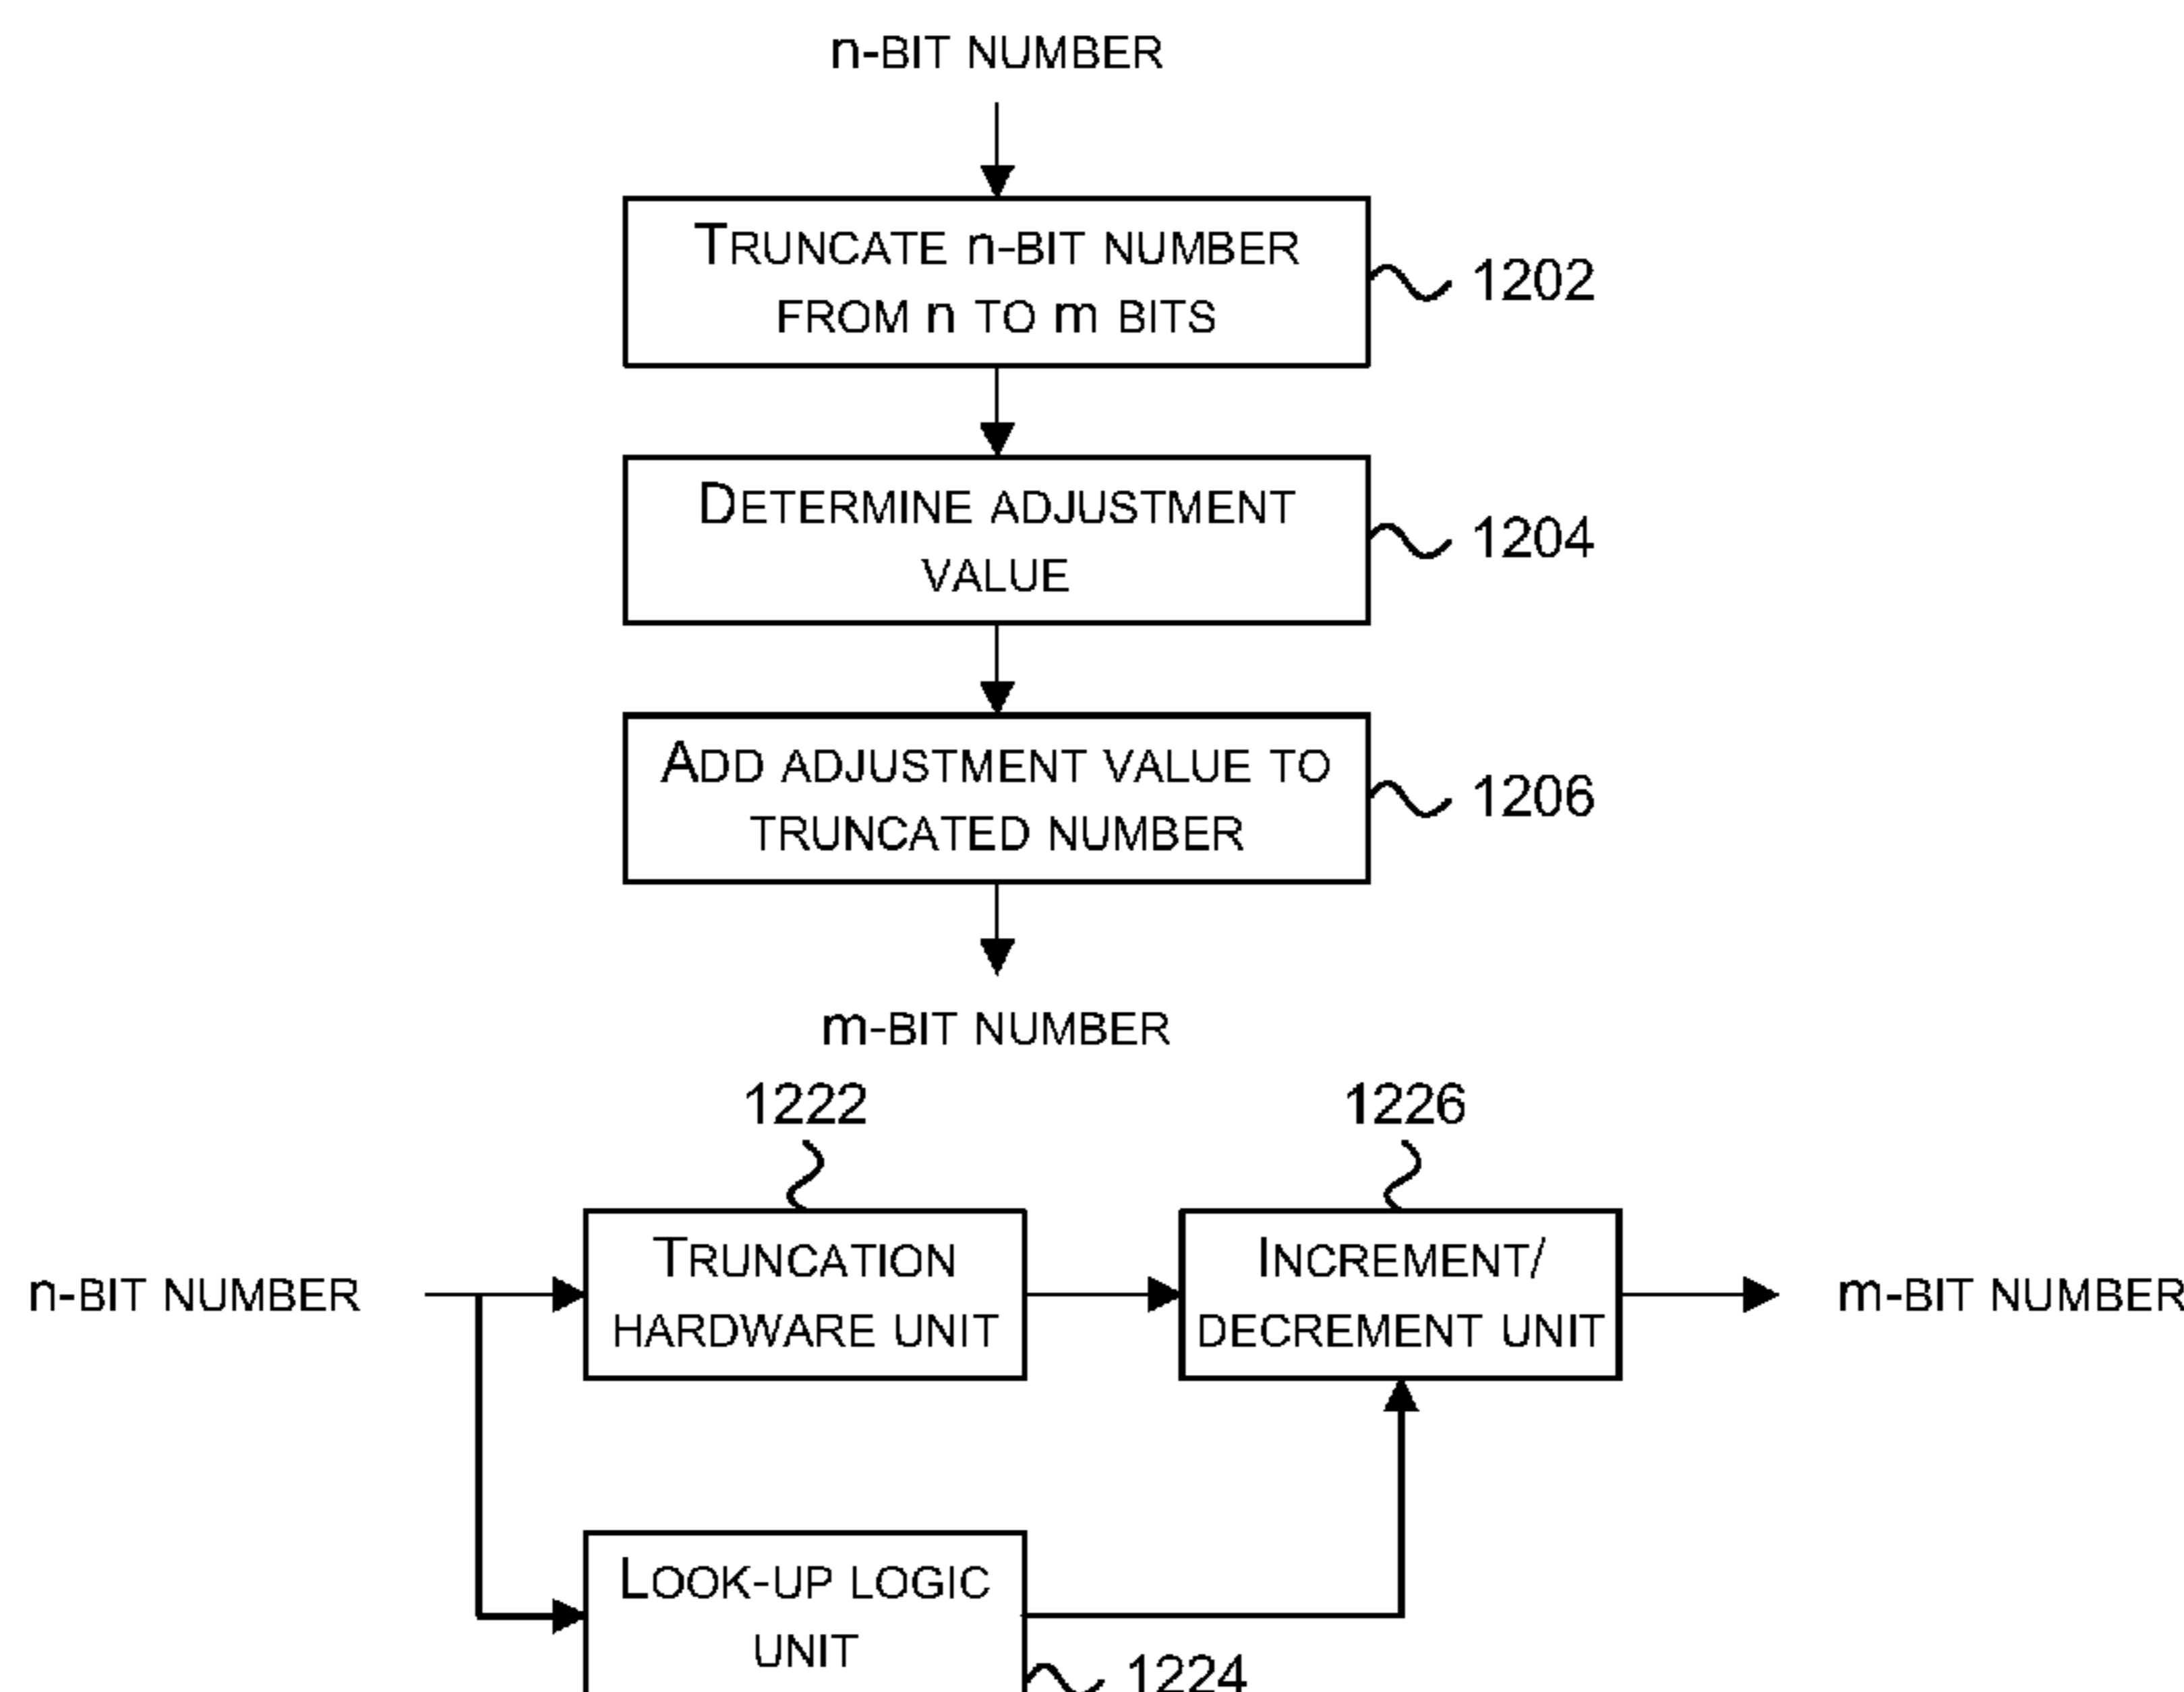 n-BIT NUMBER
TRUNCATE n-BIT NUMBER
FROM n TO m BITS
1202
DETERMINE ADJUSTMENT
VALUE
1204
ADD ADJUSTMENT VALUE TO
TRUNCATED NUMBER
1206
m-BIT NUMBER
1222
1226
n-BIT NUMBER
TRUNCATION
HARDWARE UNIT
INCREMENT/
DECREMENT UNIT
m-BIT NUMBER
LOOK-UP LOGIC
UNIT
1224